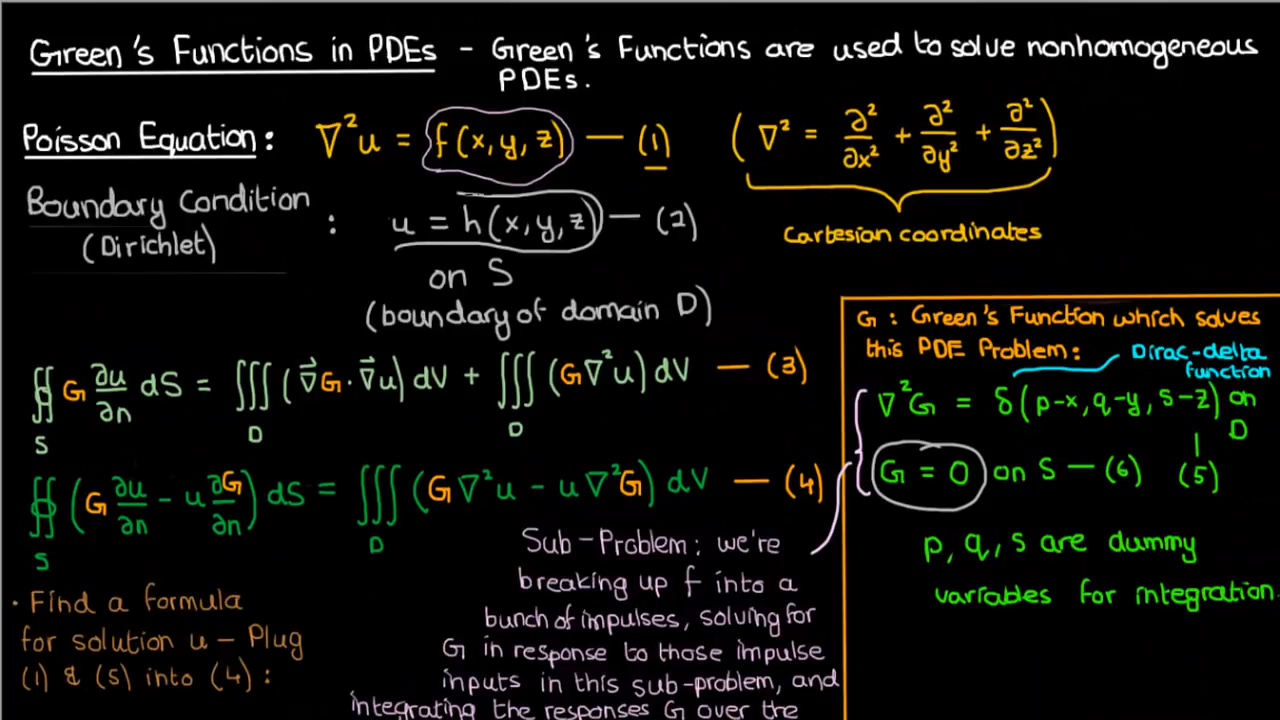 Green's Functions in PDEs - Green's Functions are used to solve nonhomogeneous
PDEs.
Poisson Equation: ∇²u = f(x,y,z) — (1) (∇² = ∂²/∂x² + ∂²/∂y² + ∂²/∂z²)
Boundary Condition
(Dirichlet) : u = h(x,y,z) — (2)
Cartesian coordinates
on S
(boundary of domain D)
∯ G ∂u/∂n dS = ∭ (∇⃗G · ∇⃗u) dV + ∭ (G∇²u) dV — (3)
S D D
∯ (G ∂u/∂n - u ∂G/∂n) dS = ∭ (G∇²u - u∇²G) dV — (4)
S D
· Find a formula
for solution u - Plug
(1) & (5) into (4):
Sub-Problem: we're
breaking up f into a
bunch of impulses, solving for
G in response to those impulse
inputs in this sub-problem, and
integrating the responses G over the
G: Green's Function which solves
this PDE Problem: Dirac-delta
function
∇²G = δ(p-x, q-y, s-z) on
D
G = 0 on S — (6) (5)
p, q, s are dummy
variables for integration.